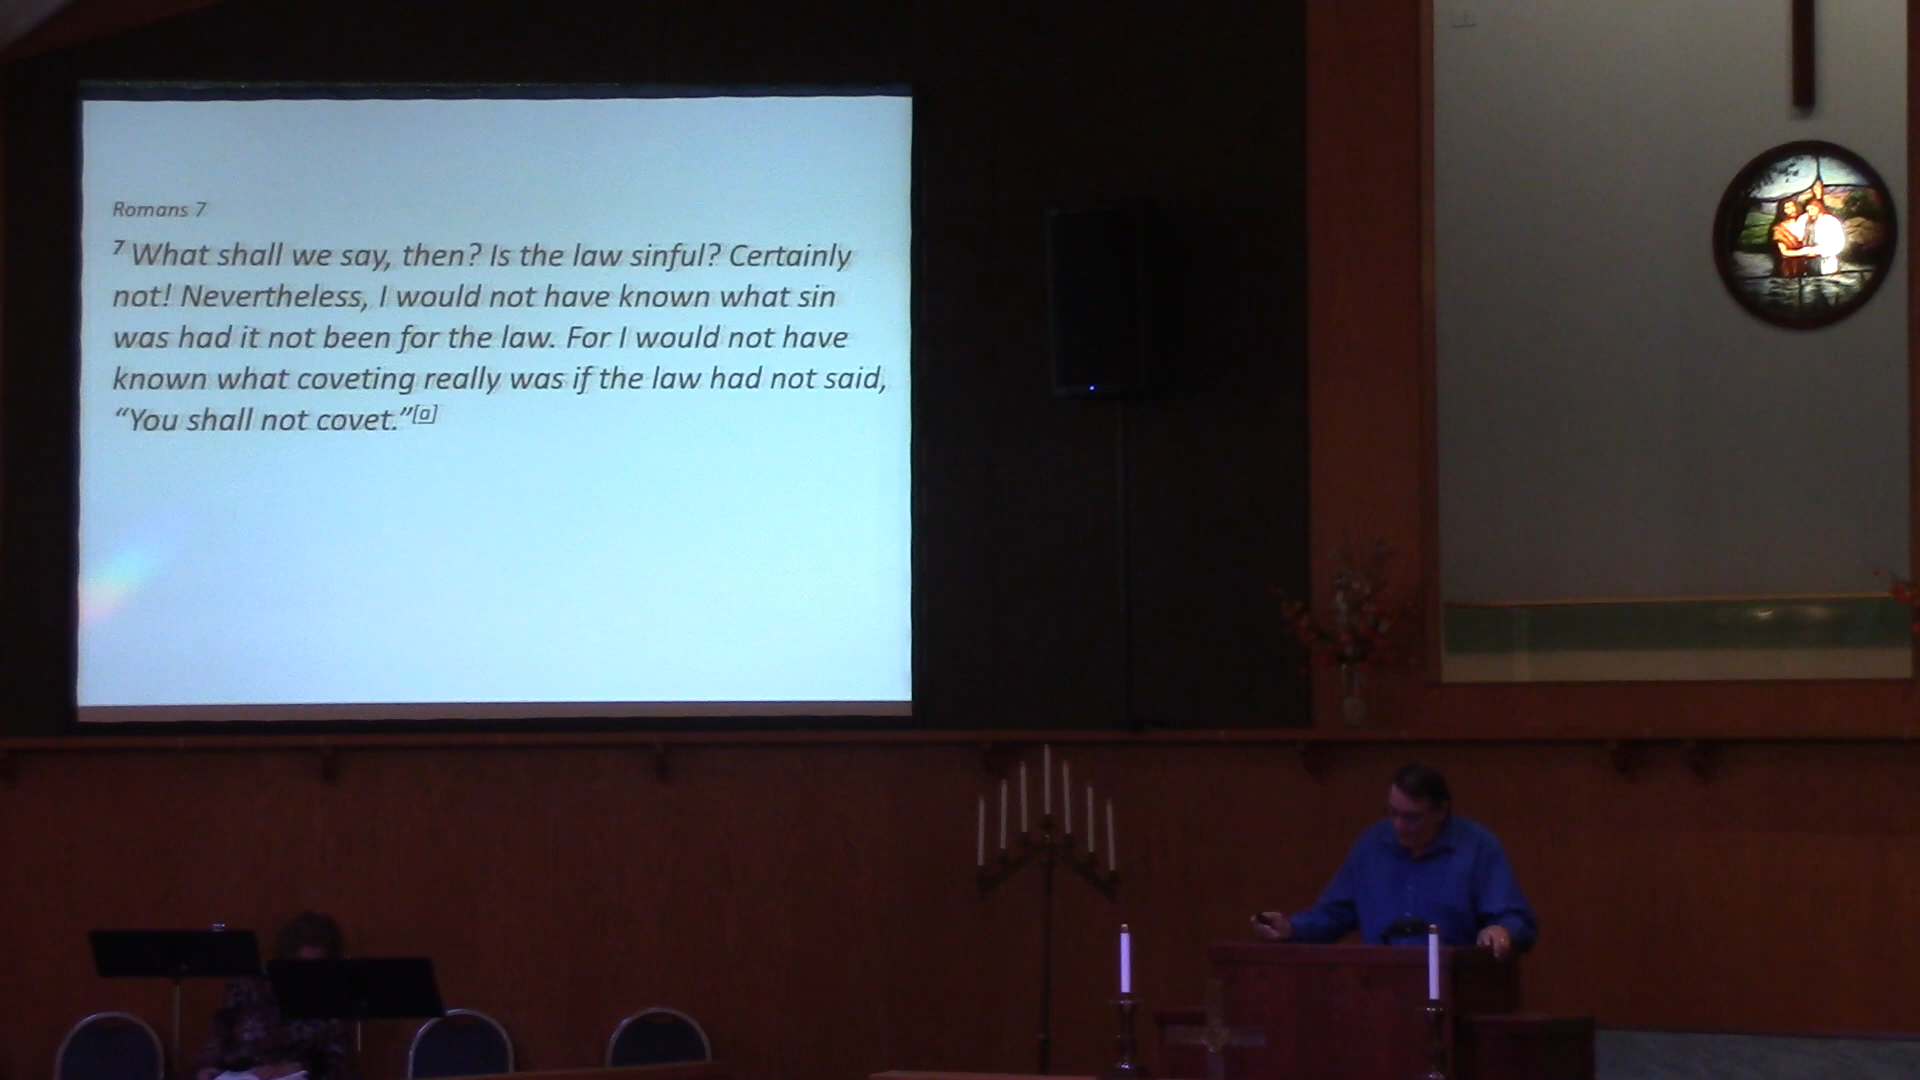 Romans 7
7 What shall we say, then? Is the law sinful? Certainly
not! Nevertheless, I would not have known what sin
was had it not been for the law. For I would not have
known what coveting really was if the law had not said,
“You shall not covet.”[a]